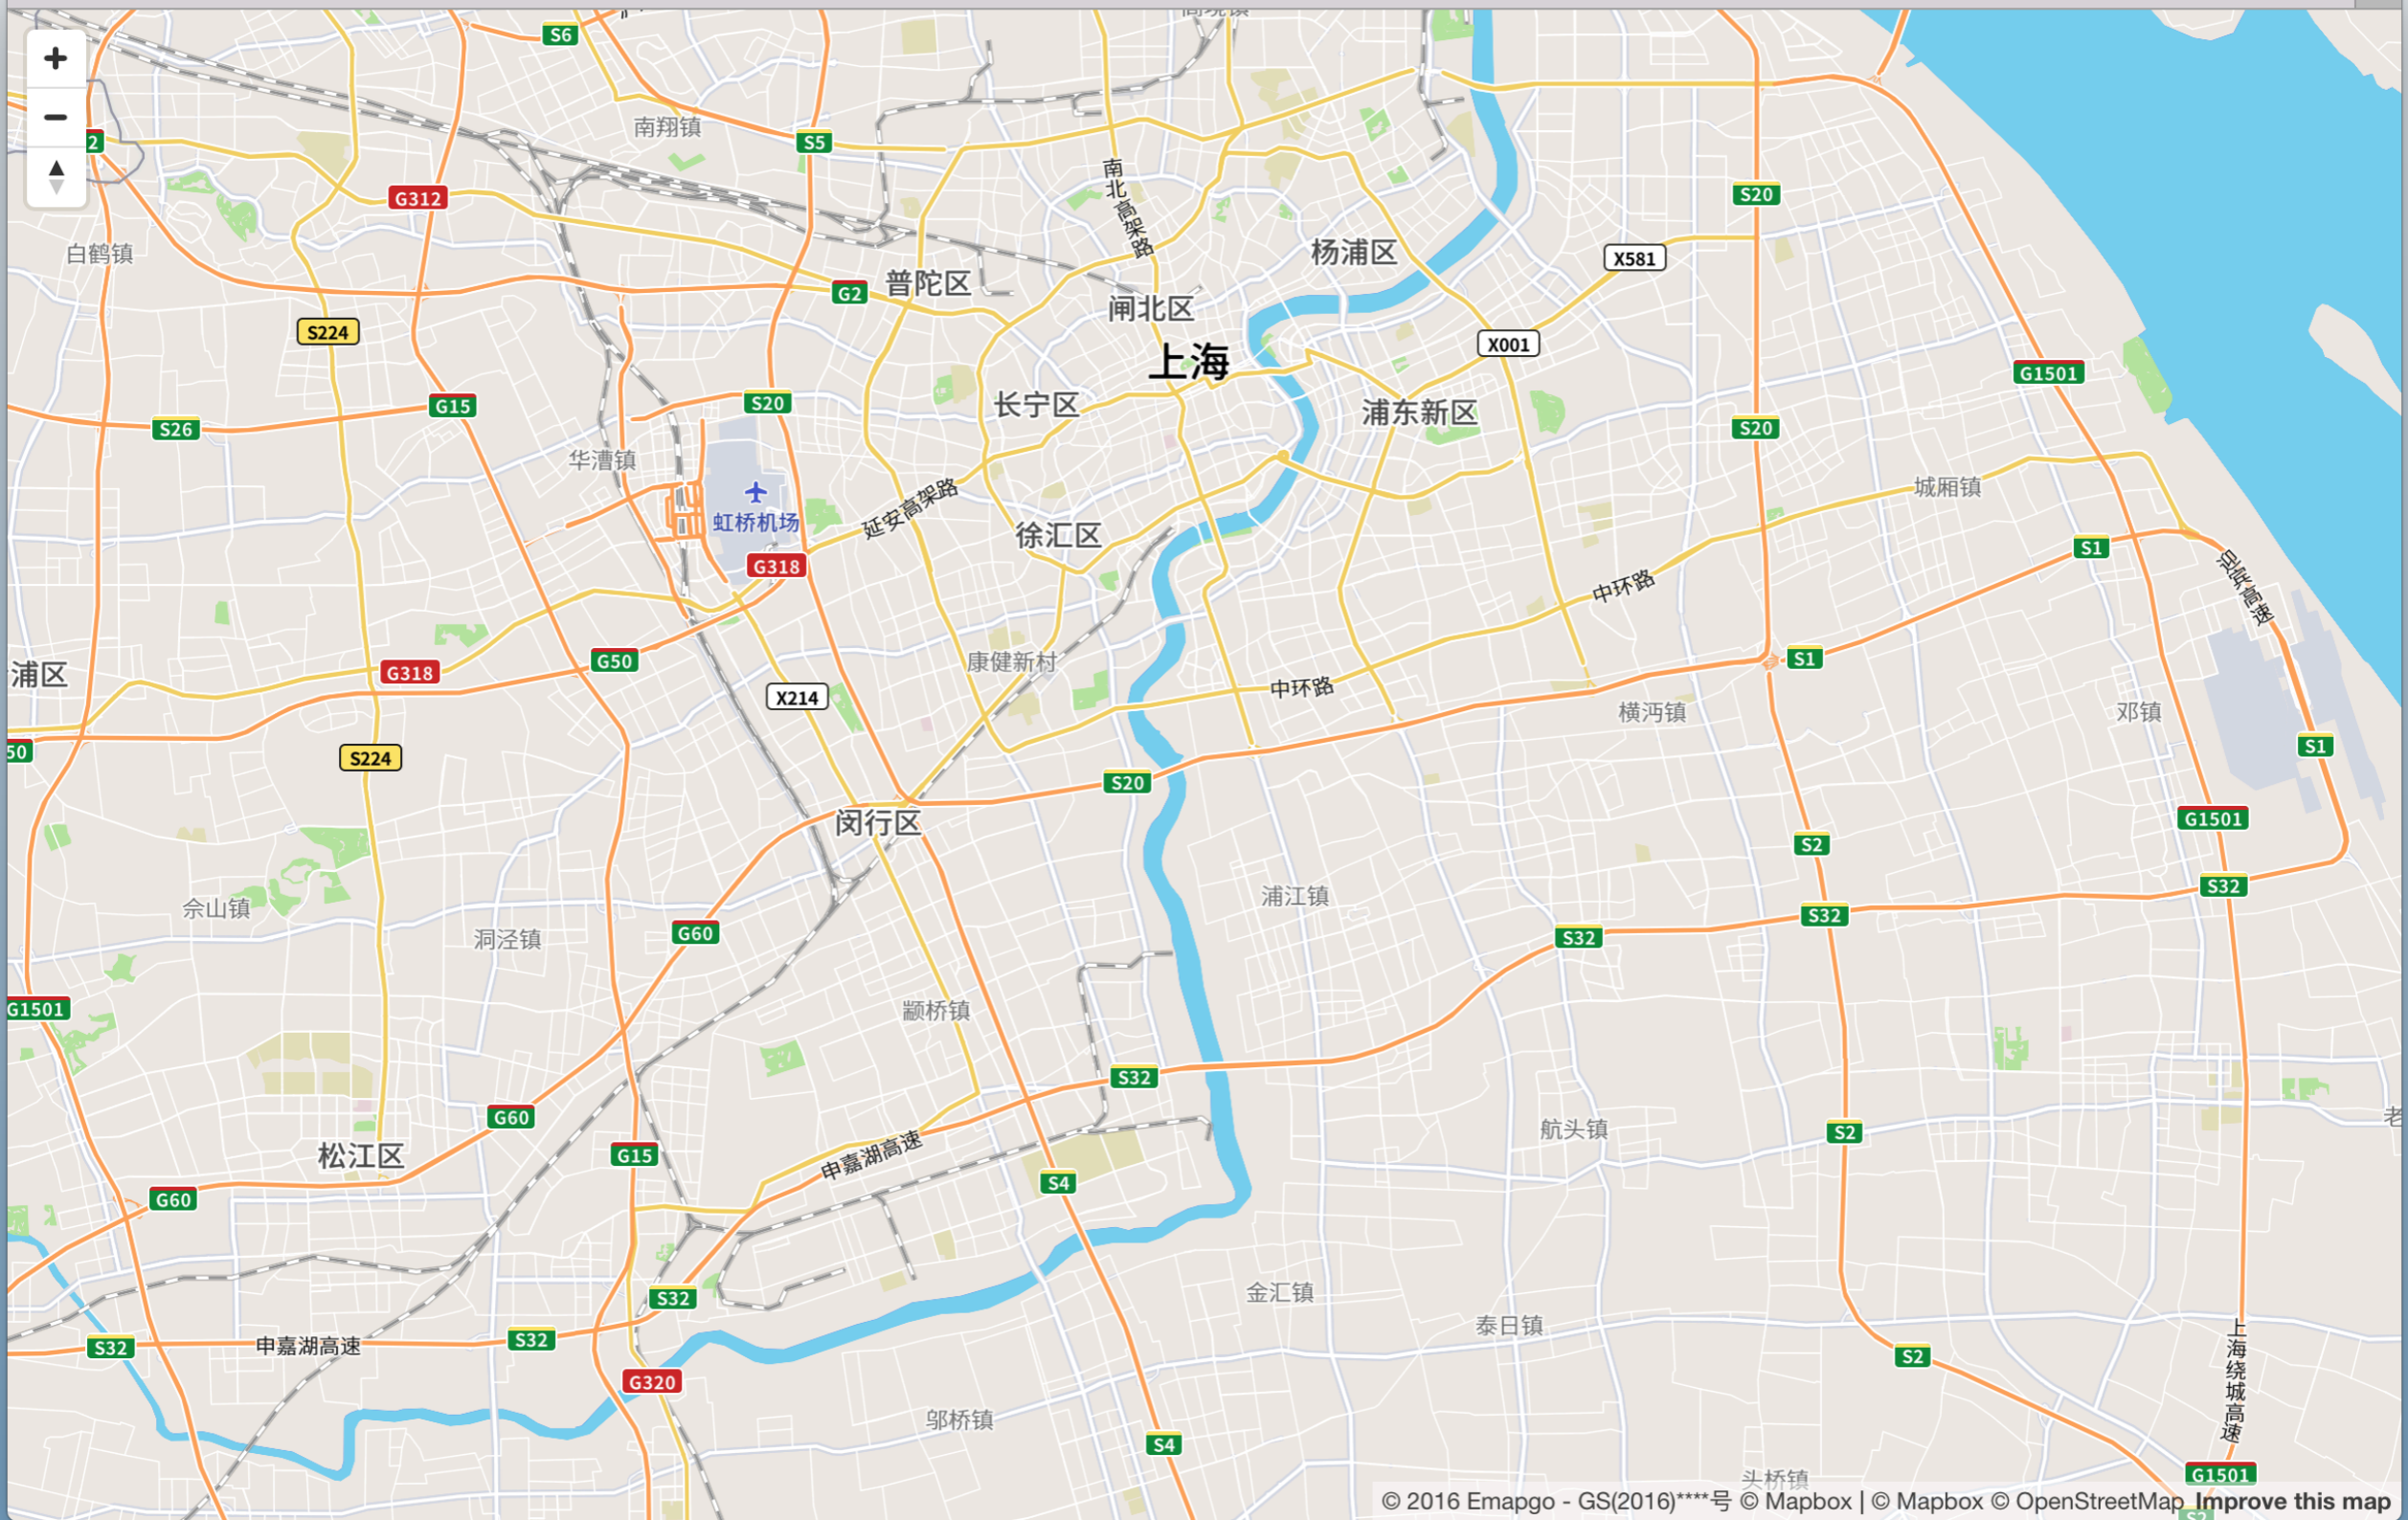 S6
南翔镇
S5
2
G312
南北高架路
S20
白鹤镇
杨浦区
X581
普陀区
G2
闸北区
S224
X001
上海
G1501
G15
S20
长宁区
浦东新区
S26
S20
华漕镇
城厢镇
虹桥机场
延安高架路
徐汇区
S1
G318
中环路
迎宾高速
浦区
G318
G50
康健新村
S1
X214
中环路
横沔镇
邓镇
50
S224
S20
S1
闵行区
G1501
S2
佘山镇
浦江镇
S32
洞泾镇
G60
S32
S32
G1501
颛桥镇
S32
G60
航头镇
老
松江区
G15
申嘉湖高速
S2
G60
S4
S32
金汇镇
泰日镇
S32
申嘉湖高速
S32
上海绕城高速
S2
G320
邬桥镇
S4
头桥镇
G1501
© 2016 Emapgo - GS(2016)****号 © Mapbox | © Mapbox © OpenStreetMap Improve this map
S2